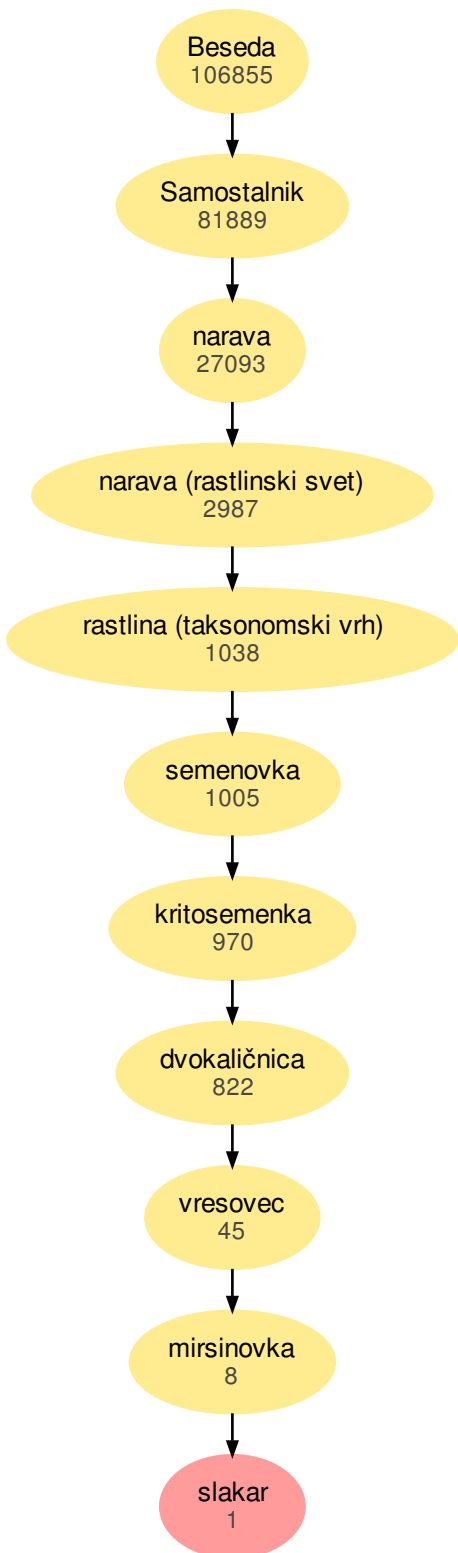 Beseda
106855
Samostalnik
81889
narava
27093
narava (rastlinski svet)
2987
rastlina (taksonomski vrh)
1038
semenovka
1005
kritosemenka
970
dvokaličnica
822
vresovec
45
mirsinovka
8
slakar
1